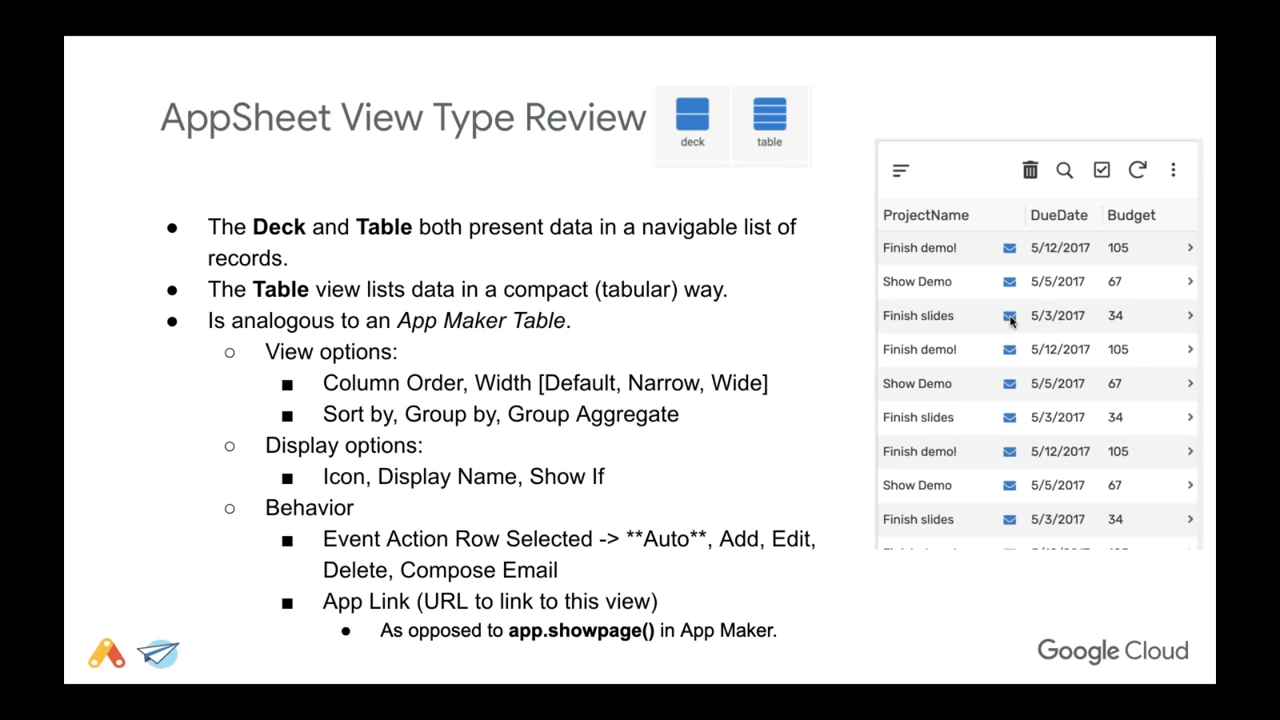 AppSheet View Type Review
deck
table
● The Deck and Table both present data in a navigable list of
records.
● The Table view lists data in a compact (tabular) way.
● Is analogous to an App Maker Table.
○ View options:
■ Column Order, Width [Default, Narrow, Wide]
■ Sort by, Group by, Group Aggregate
○ Display options:
■ Icon, Display Name, Show If
○ Behavior
■ Event Action Row Selected -> **Auto**, Add, Edit,
Delete, Compose Email
■ App Link (URL to link to this view)
● As opposed to app.showpage() in App Maker.
ProjectName DueDate Budget
Finish demo! 5/12/2017 105
Show Demo 5/5/2017 67
Finish slides 5/3/2017 34
Finish demo! 5/12/2017 105
Show Demo 5/5/2017 67
Finish slides 5/3/2017 34
Finish demo! 5/12/2017 105
Show Demo 5/5/2017 67
Finish slides 5/3/2017 34
Google Cloud